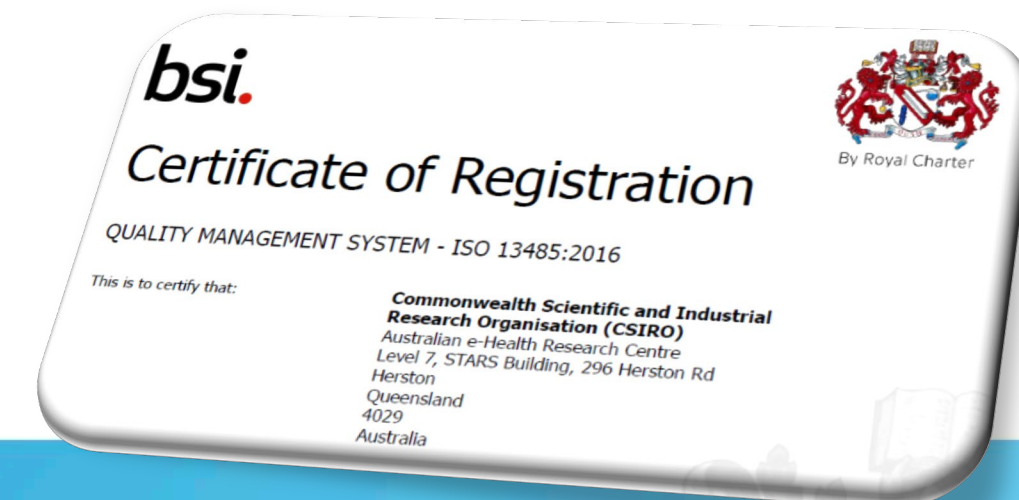 bsi.
By Royal Charter
Certificate of Registration
QUALITY MANAGEMENT SYSTEM - ISO 13485:2016
This is to certify that:
Commonwealth Scientific and Industrial
Research Organisation (CSIRO)
Australian e-Health Research Centre
Level 7, STARS Building, 296 Herston Rd
Herston
Queensland
4029
Australia